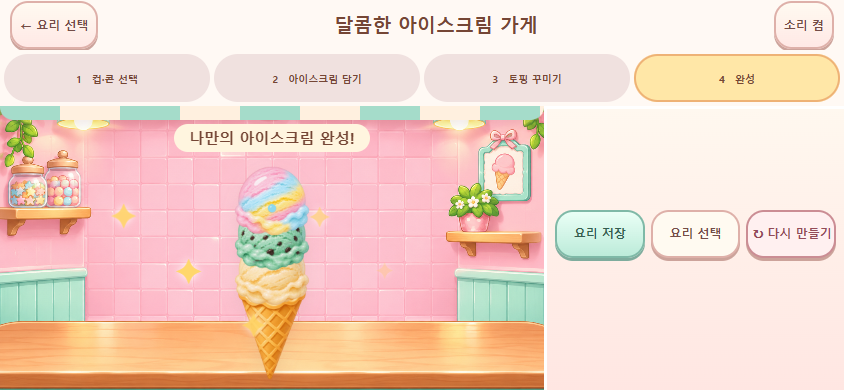 ← 요리 선택
달콤한 아이스크림 가게
소리 켬
1 컵·콘 선택
2 아이스크림 담기
3 토핑 꾸미기
4 완성
나만의 아이스크림 완성!
요리 저장
요리 선택
↻ 다시 만들기